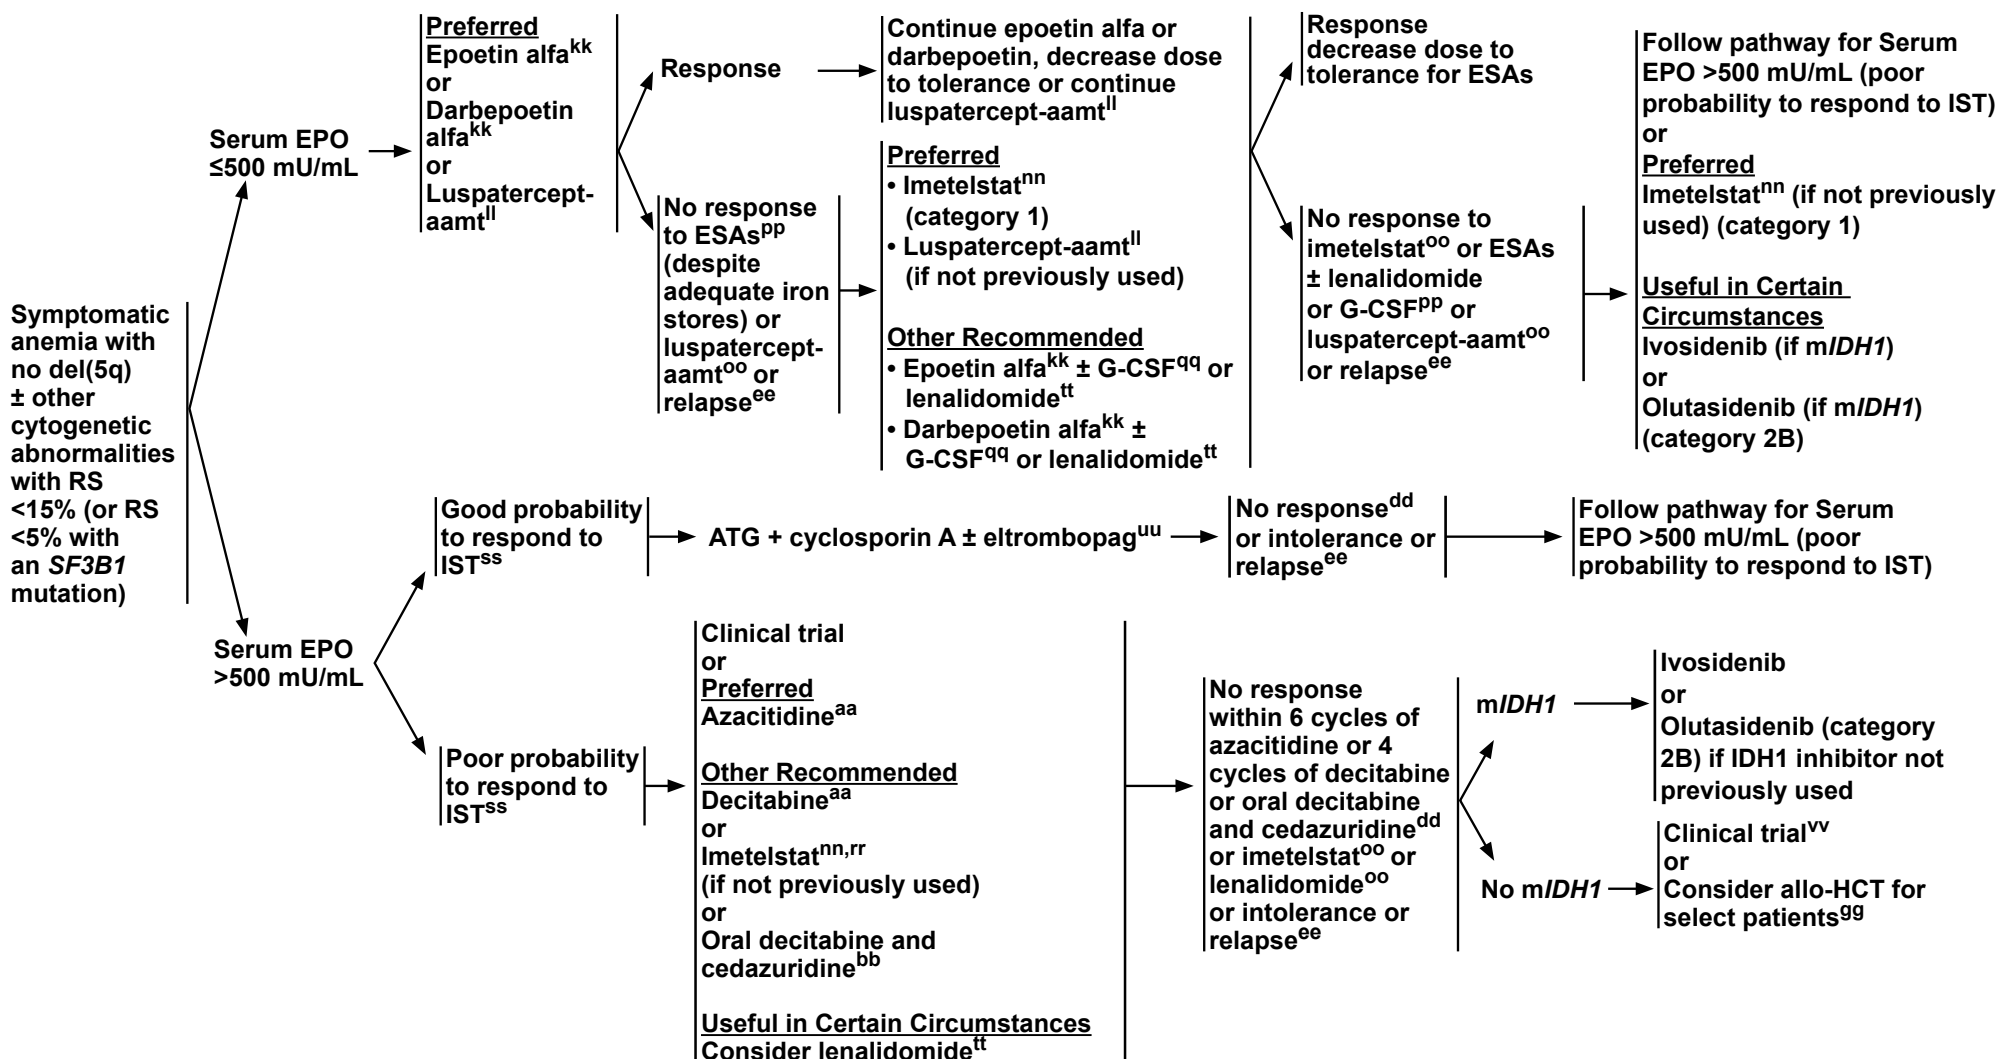 Symptomatic
anemia with
no del(5q)
± other
cytogenetic
abnormalities
with RS
<15% (or RS
<5% with
an SF3B1
mutation)
Serum EPO
≤500 mU/mL
Preferred
Epoetin alfakk
or
Darbepoetin
alfakk
or
Luspatercept-
aamtll
Response
Continue epoetin alfa or
darbepoetin, decrease dose
to tolerance or continue
luspatercept-aamtll
No response
to ESAspp
(despite
adequate iron
stores) or
luspatercept-
aamtoo or
relapseee
Preferred
• Imetelstatnn
(category 1)
• Luspatercept-aamtll
(if not previously used)
Other Recommended
• Epoetin alfakk ± G-CSFqq or
lenalidomidett
• Darbepoetin alfakk ±
G-CSFqq or lenalidomidett
Response
decrease dose to
tolerance for ESAs
No response to
imetelstatoo or ESAs
± lenalidomide
or G-CSFpp or
luspatercept-aamtoo
or relapseee
Follow pathway for Serum
EPO >500 mU/mL (poor
probability to respond to IST)
or
Preferred
Imetelstatnn (if not previously
used) (category 1)
Useful in Certain
Circumstances
Ivosidenib (if mIDH1)
or
Olutasidenib (if mIDH1)
(category 2B)
Serum EPO
>500 mU/mL
Good probability
to respond to
ISTss
ATG + cyclosporin A ± eltrombopaguu
No responsedd
or intolerance or
relapseee
Follow pathway for Serum
EPO >500 mU/mL (poor
probability to respond to IST)
Poor probability
to respond to
ISTss
Clinical trial
or
Preferred
Azacitidineaa
Other Recommended
Decitabineaa
or
Imetelstatnn,rr
(if not previously used)
or
Oral decitabine and
cedazuridinebb
Useful in Certain Circumstances
Consider lenalidomidett
No response
within 6 cycles of
azacitidine or 4
cycles of decitabine
or oral decitabine
and cedazuridinedd
or imetelstatoo or
lenalidomideoo
or intolerance or
relapseee
mIDH1
Ivosidenib
or
Olutasidenib (category
2B) if IDH1 inhibitor not
previously used
No mIDH1
Clinical trialvv
or
Consider allo-HCT for
select patientsgg